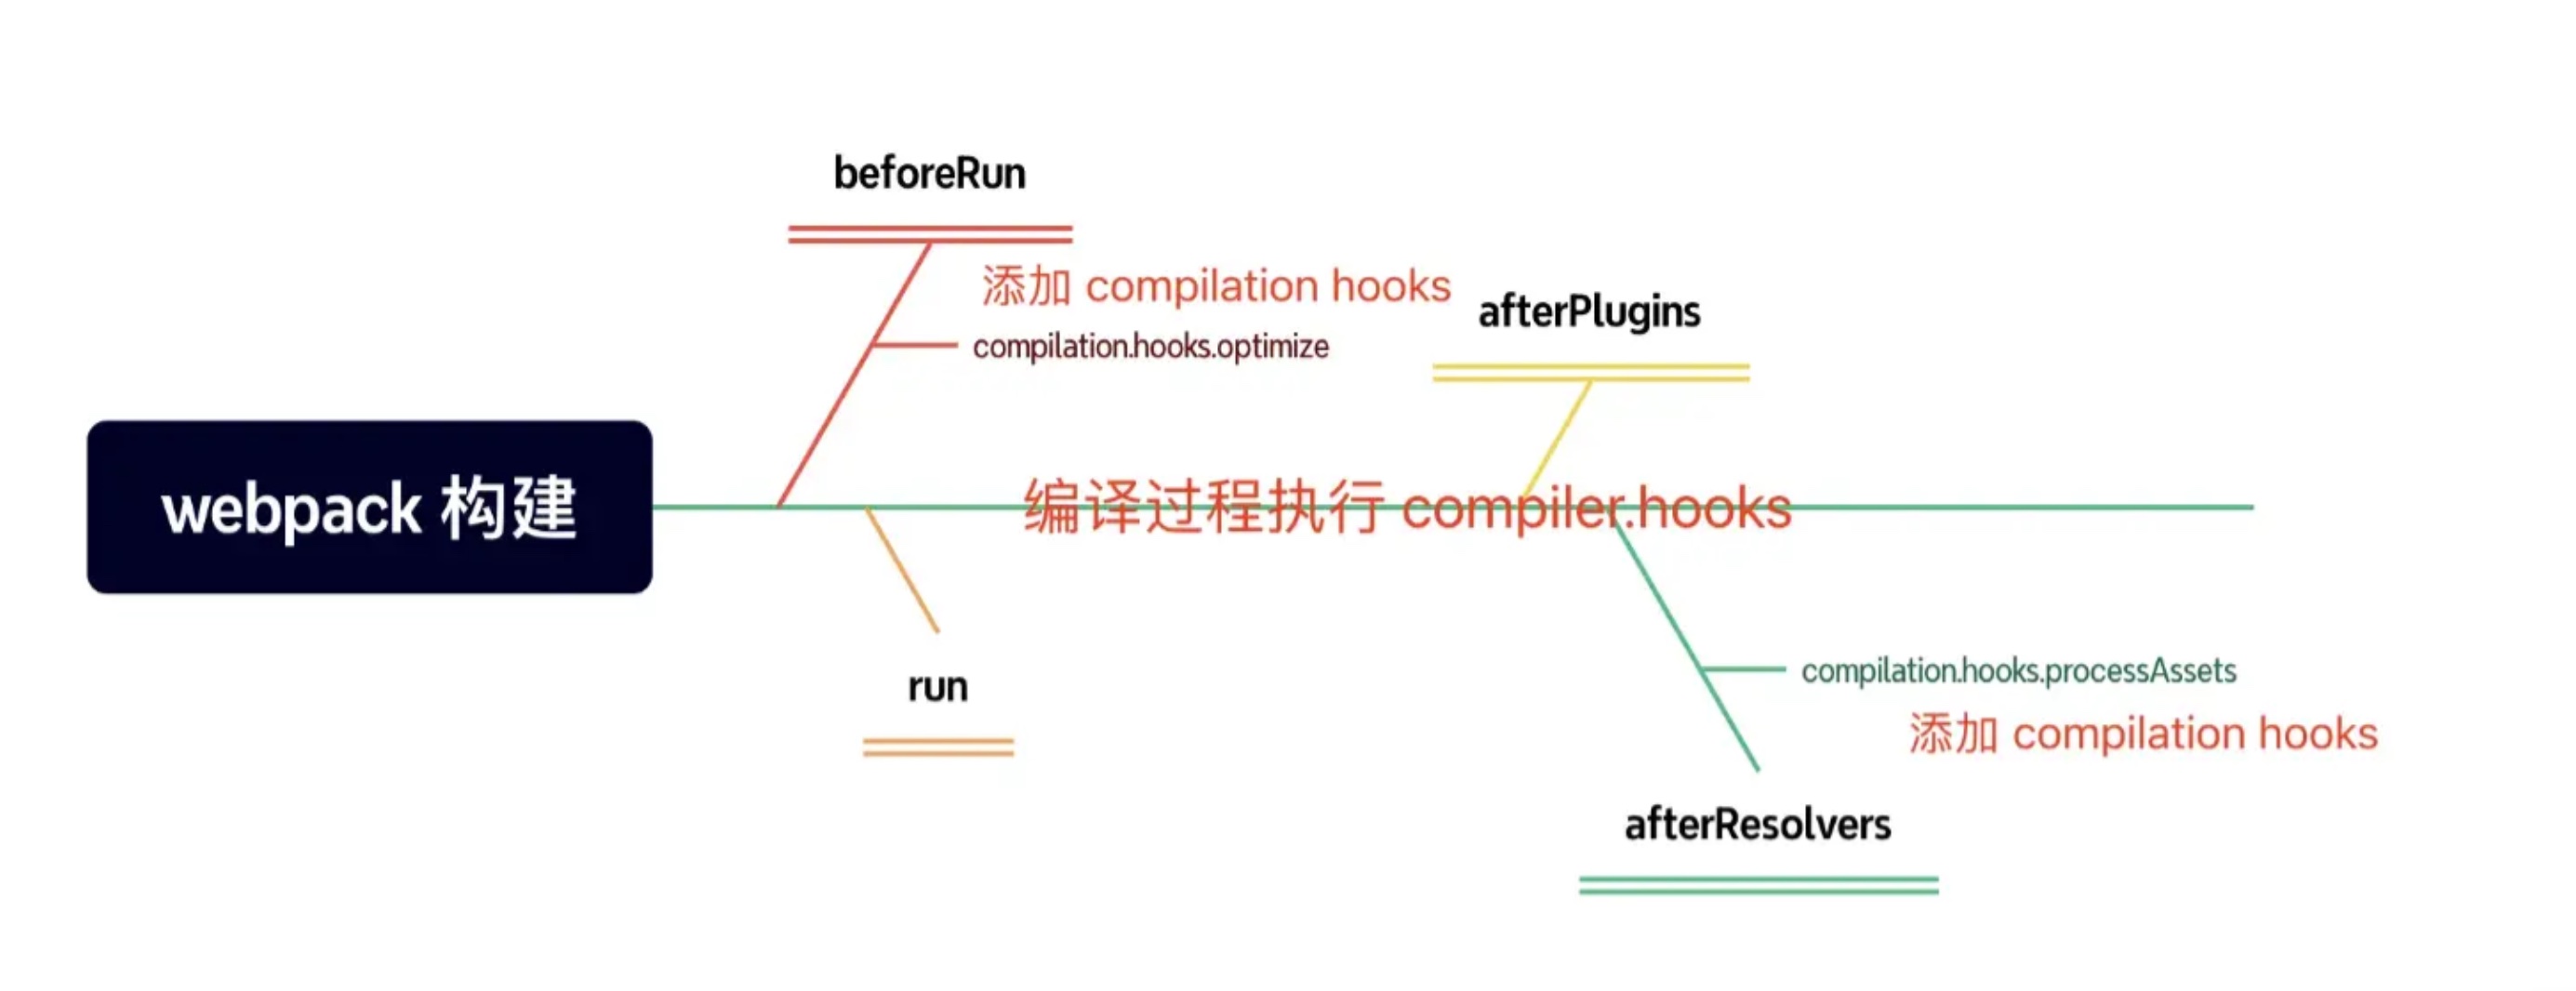 beforeRun
添加 compilation hooks
afterPlugins
compilation.hooks.optimize
webpack 构建
编译过程执行 compiler.hooks
run
compilation.hooks.processAssets
添加 compilation hooks
afterResolvers